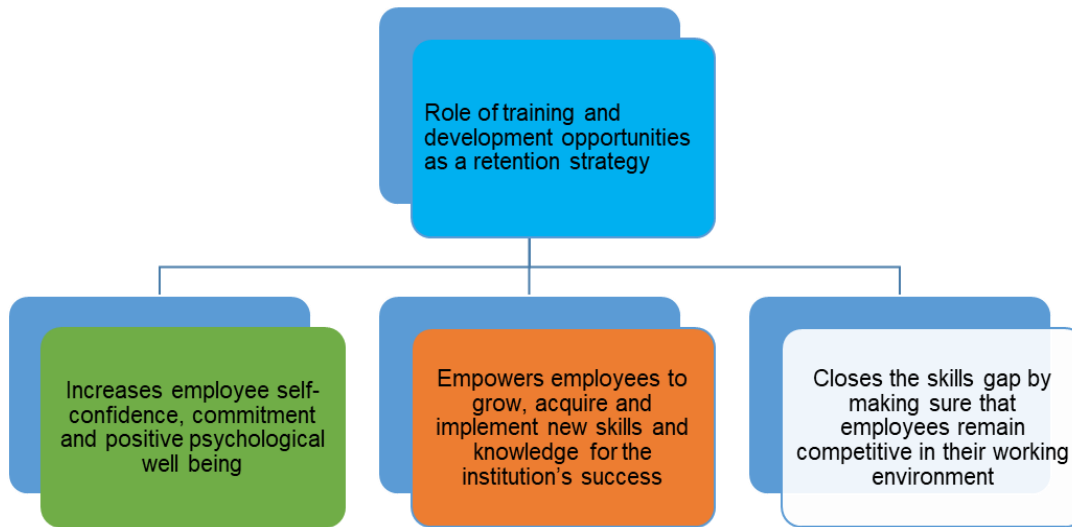 Role of training and
development opportunities
as a retention strategy
Increases employee self-
confidence, commitment
and positive psychological
well being
Empowers employees to
grow, acquire and
implement new skills and
knowledge for the
institution’s success
Closes the skills gap by
making sure that
employees remain
competitive in their working
environment